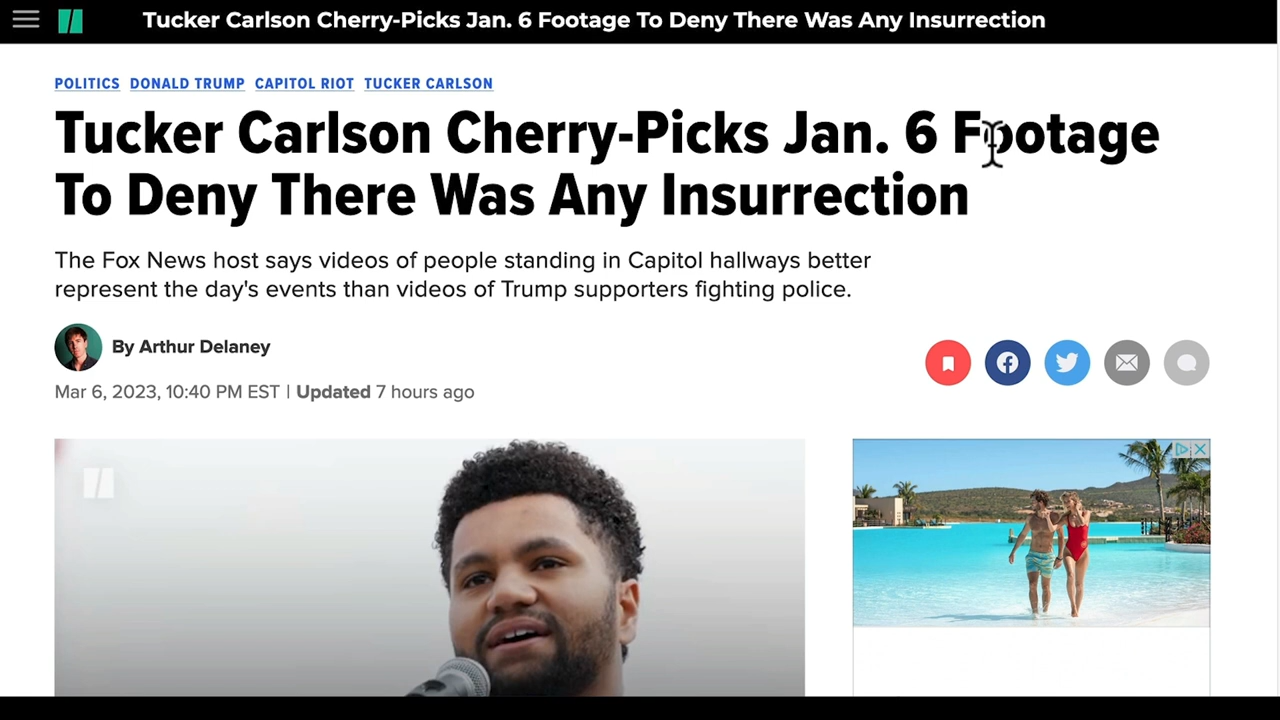 Tucker Carlson Cherry-Picks Jan. 6 Footage To Deny There Was Any Insurrection
POLITICS DONALD TRUMP CAPITOL RIOT TUCKER CARLSON
Tucker Carlson Cherry-Picks Jan. 6 Footage
To Deny There Was Any Insurrection
The Fox News host says videos of people standing in Capitol hallways better
represent the day's events than videos of Trump supporters fighting police.
By Arthur Delaney
Mar 6, 2023, 10:40 PM EST | Updated 7 hours ago